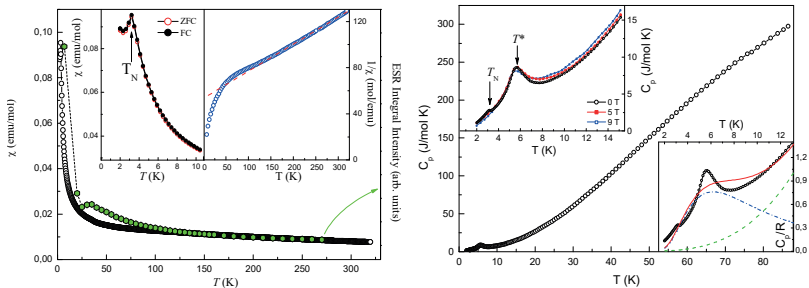 χ (emu/mol)
0,10
0,08
0,06
0,04
0,02
0,00
0 50 100 150 200 250 300
T (K)
ESR Integral Intensity (arb. units)
χ (emu/mol)
0,08
0,06
0,04
ZFC
FC
T_N
0 2 4 6 8 10
T (K)
120
80
40
0
1/χ (mol/emu)
50 100 150 200 250 300
T (K)
C_p (J/mol K)
300
250
200
150
100
50
0
0 10 20 30 40 50 60 70 80
T (K)
T_N
T*
0 T
5 T
9 T
0 2 4 6 8 10 12 14
T (K)
15
10
5
0
C_p (J/mol K)
T (K)
2 4 6 8 10 12
1,2
0,9
0,6
0,3
0,0
C_p/R